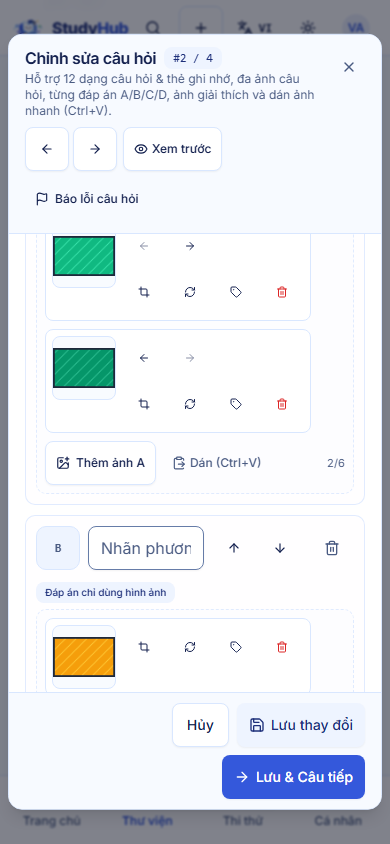 StudyHub
VI
VA
Chỉnh sửa câu hỏi #2 / 4
Hỗ trợ 12 dạng câu hỏi & thẻ ghi nhớ, đa ảnh câu
hỏi, từng đáp án A/B/C/D, ảnh giải thích và dán ảnh
nhanh (Ctrl+V).
Xem trước
Báo lỗi câu hỏi
Thêm ảnh A
Dán (Ctrl+V)
2/6
B
Nhãn phươn
Đáp án chỉ dùng hình ảnh
Hủy
Lưu thay đổi
Lưu & Câu tiếp
Trang chủ
Thư viện
Thi thử
Cá nhân